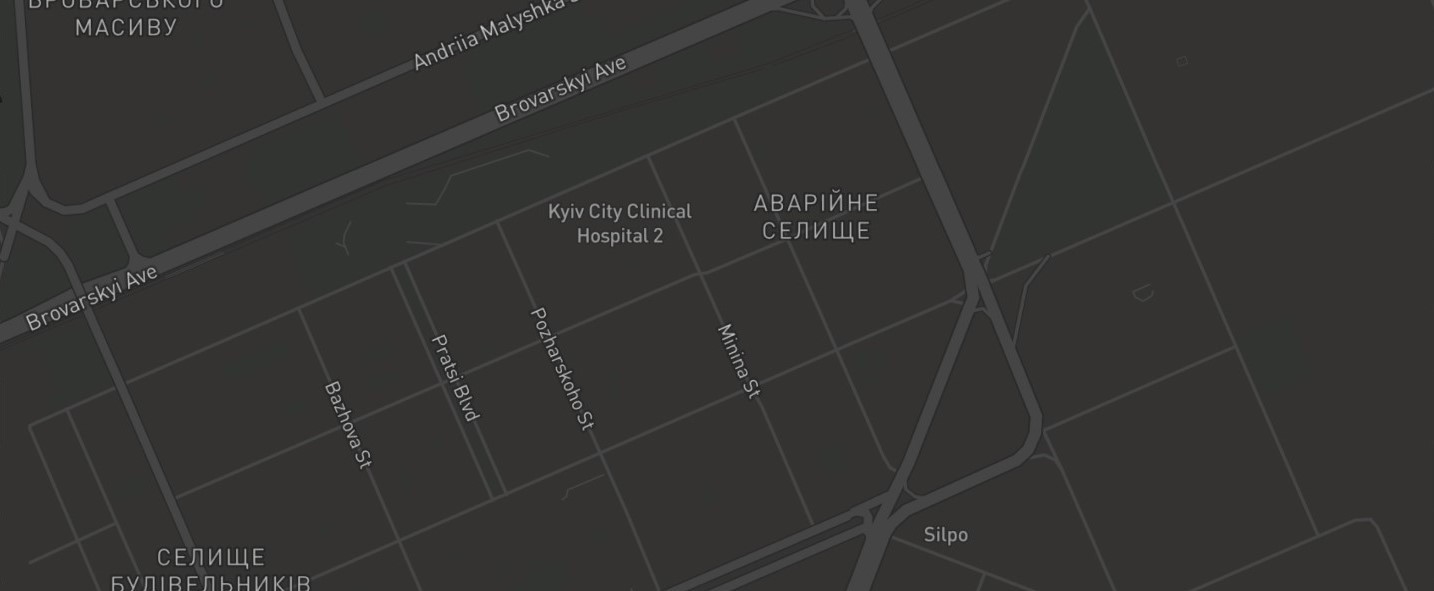 БРОВАРСЬКОГО
МАСИВУ
Andriia Malyshka
Brovarskyi Ave
Kyiv City Clinical
Hospital 2
АВАРІЙНЕ
СЕЛИЩЕ
Brovarskyi Ave
Bazhova St
Pratsi Blvd
Pozharskoho St
Minina St
Silpo
СЕЛИЩЕ
БУДІВЕЛЬНИКІВ